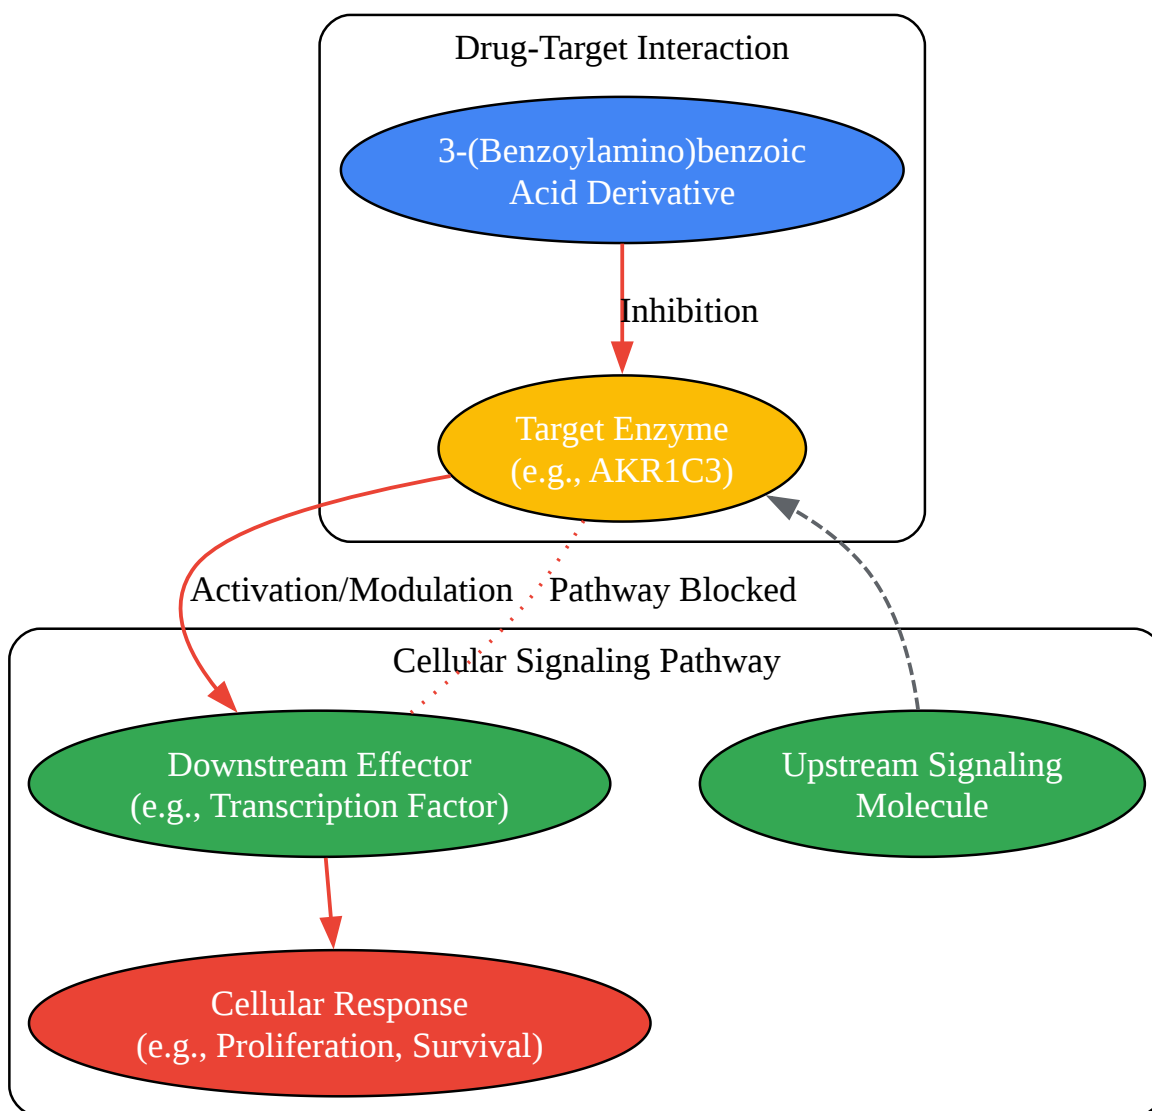 Drug-Target Interaction
3-(Benzoylamino)benzoic
Acid Derivative
Inhibition
Target Enzyme
(e.g., AKR1C3)
Activation/Modulation
Pathway Blocked
Cellular Signaling Pathway
Downstream Effector
(e.g., Transcription Factor)
Upstream Signaling
Molecule
Cellular Response
(e.g., Proliferation, Survival)